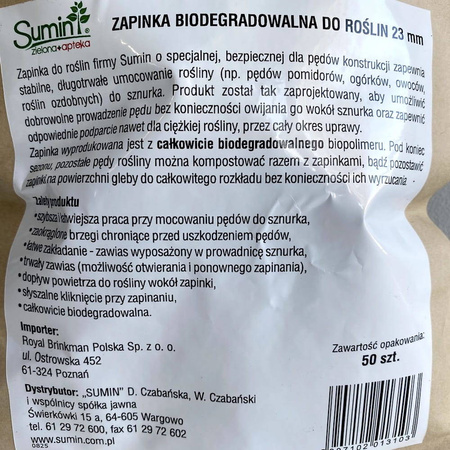 Sumin®
zielona+apteka
ZAPINKA BIODEGRADOWALNA DO ROŚLIN 23 mm
Zapinka do roślin firmy Sumin o specjalnej, bezpiecznej dla pędów konstrukcji zapewnia
stabilne, długotrwałe umocowanie rośliny (np. pędów pomidorów, ogórków, owoców,
roślin ozdobnych) do sznurka. Produkt został tak zaprojektowany, aby umożliwić
dobrowolne prowadzenie pędu bez konieczności owijania go wokół sznurka oraz zapewnić
odpowiednie podparcie nawet dla ciężkiej rośliny, przez cały okres uprawy.
Zapinka wyprodukowana jest z całkowicie biodegradowalnego biopolimeru. Pod koniec
sezonu, pozostałe pędy rośliny można kompostować razem z zapinkami, bądź pozostawić
zapinki na powierzchni gleby do całkowitego rozkładu bez konieczności ich wyrzucania
Zalety produktu
• szybsza i łatwiejsza praca przy mocowaniu pędów do sznurka,
• zaokrąglone brzegi chroniące przed uszkodzeniem pędów,
• łatwe zakładanie - zawias wyposażony w prowadnicę sznurka,
• trwały zawias (możliwość otwierania i ponownego zapinania),
• dopływ powietrza do rośliny wokół zapinki,
• słyszalne kliknięcie przy zapinaniu,
• całkowicie biodegradowalna.
Importer:
Royal Brinkman Polska Sp. z o. o.
ul. Ostrowska 452
61-324 Poznań
Zawartość opakowania:
50 szt.
Dystrybutor: „SUMIN” D. Czabańska, W. Czabański
i wspólnicy spółka jawna
Świerkówki 15 a, 64-605 Wargowo
tel. 61 29 72 600, fax 61 29 72 602
www.sumin.com.pl
0825